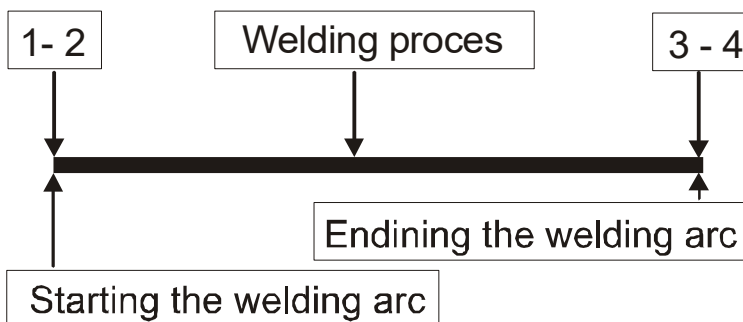 1- 2
Welding proces
3 - 4
Endining the welding arc
Starting the welding arc